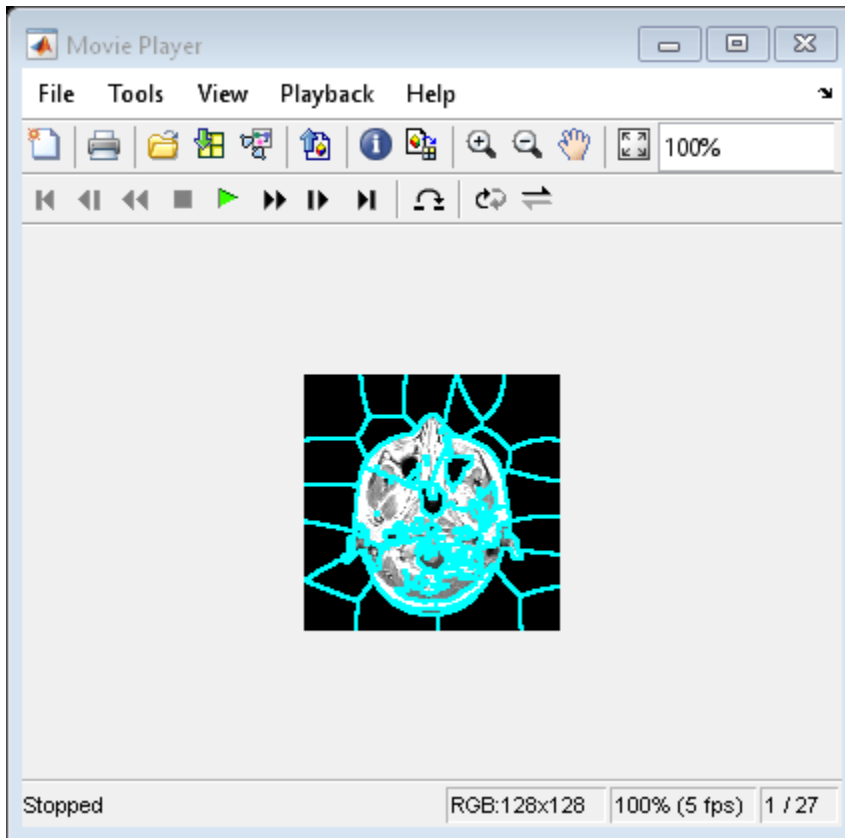 Movie Player
File Tools View Playback Help
100%
Stopped RGB:128x128 100% (5 fps) 1 / 27